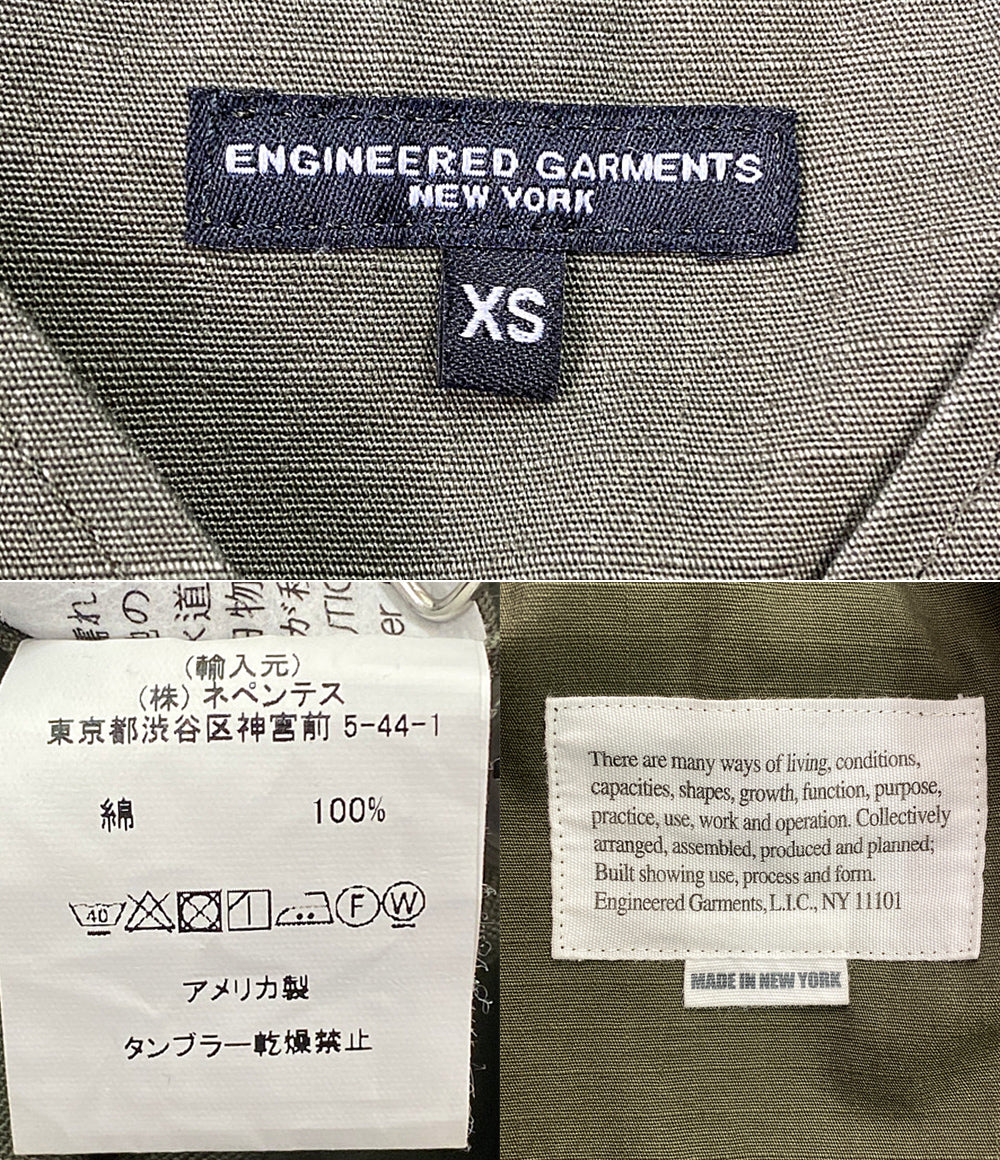 ENGINEERED GARMENTS
NEW YORK
XS
(輸入元)
(株) ネペンテス
東京都渋谷区神宮前 5-44-1
綿 100%
40 F W
アメリカ製
タンブラー乾燥禁止
There are many ways of living, conditions,
capacities, shapes, growth, function, purpose,
practice, use, work and operation. Collectively
arranged, assembled, produced and planned;
Built showing use, process and form.
Engineered Garments, L.I.C., NY 11101
MADE IN NEW YORK